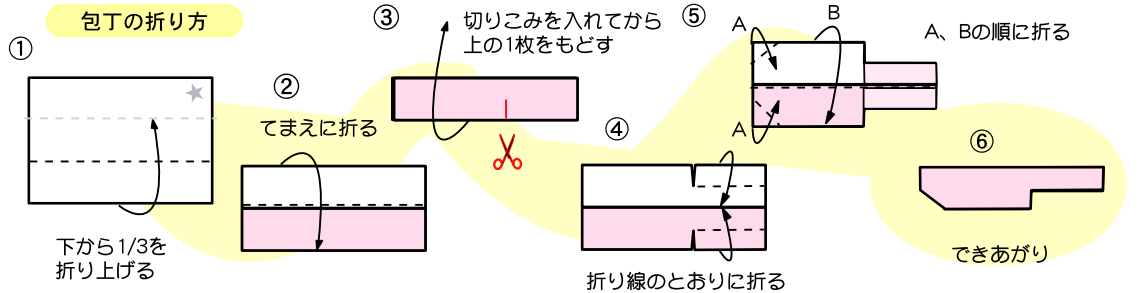 包丁の折り方
①
下から1/3を
折り上げる
②
てまえに折る
③
切りこみを入れてから
上の1枚をもどす
④
折り線のとおりに折る
⑤
A
B
A
A、Bの順に折る
⑥
できあがり